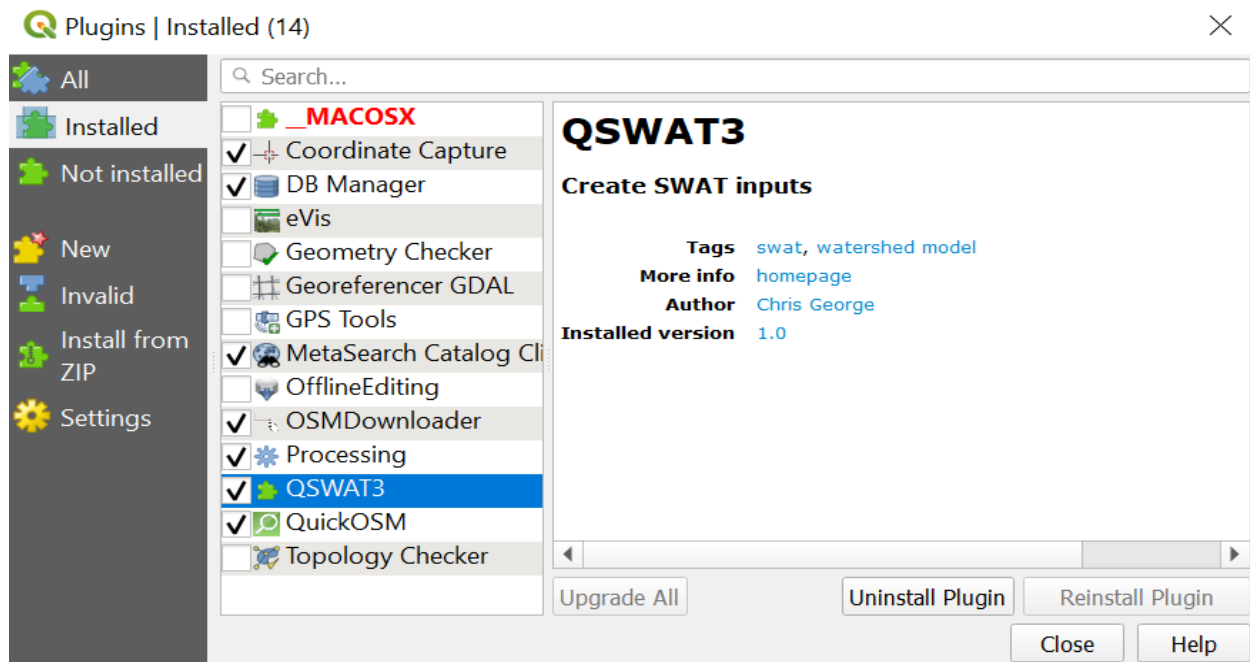 Plugins | Installed (14)
All
Installed
Not installed
New
Invalid
Install from
ZIP
Settings
Search...
__MACOSX
Coordinate Capture
DB Manager
eVis
Geometry Checker
Georeferencer GDAL
GPS Tools
MetaSearch Catalog Cli
OfflineEditing
OSMDownloader
Processing
QSWAT3
QuickOSM
Topology Checker
QSWAT3
Create SWAT inputs
Tags swat, watershed model
More info homepage
Author Chris George
Installed version 1.0
Upgrade All Uninstall Plugin Reinstall Plugin
Close Help